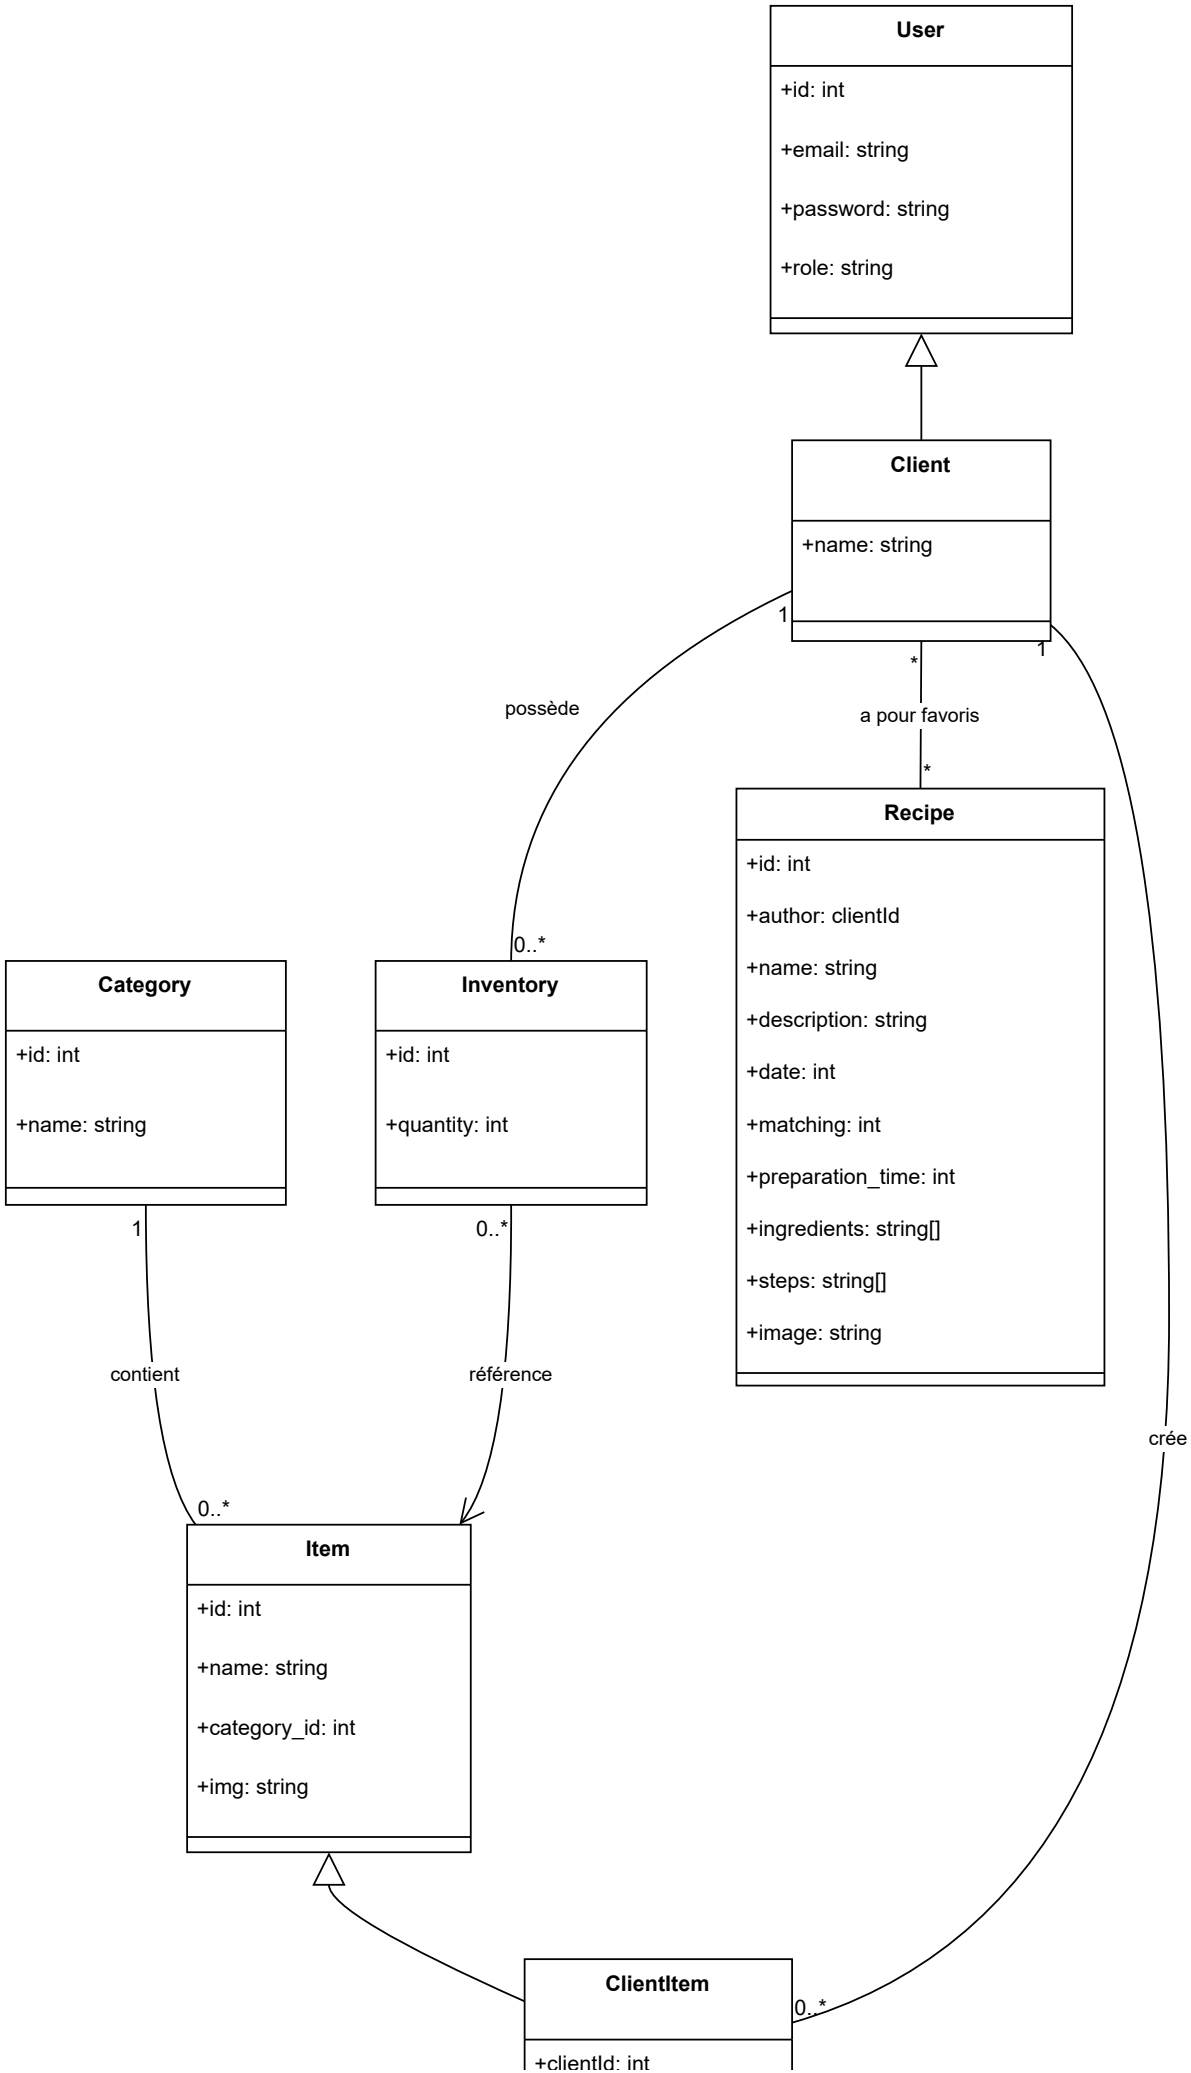 User
+id: int
+email: string
+password: string
+role: string
Client
+name: string
1
1
*
possède
a pour favoris
*
Recipe
+id: int
+author: clientId
+name: string
+description: string
+date: int
+matching: int
+preparation_time: int
+ingredients: string[]
+steps: string[]
+image: string
0..*
Category
+id: int
+name: string
Inventory
+id: int
+quantity: int
1
0..*
contient
référence
crée
0..*
Item
+id: int
+name: string
+category_id: int
+img: string
ClientItem
0..*
+clientId: int